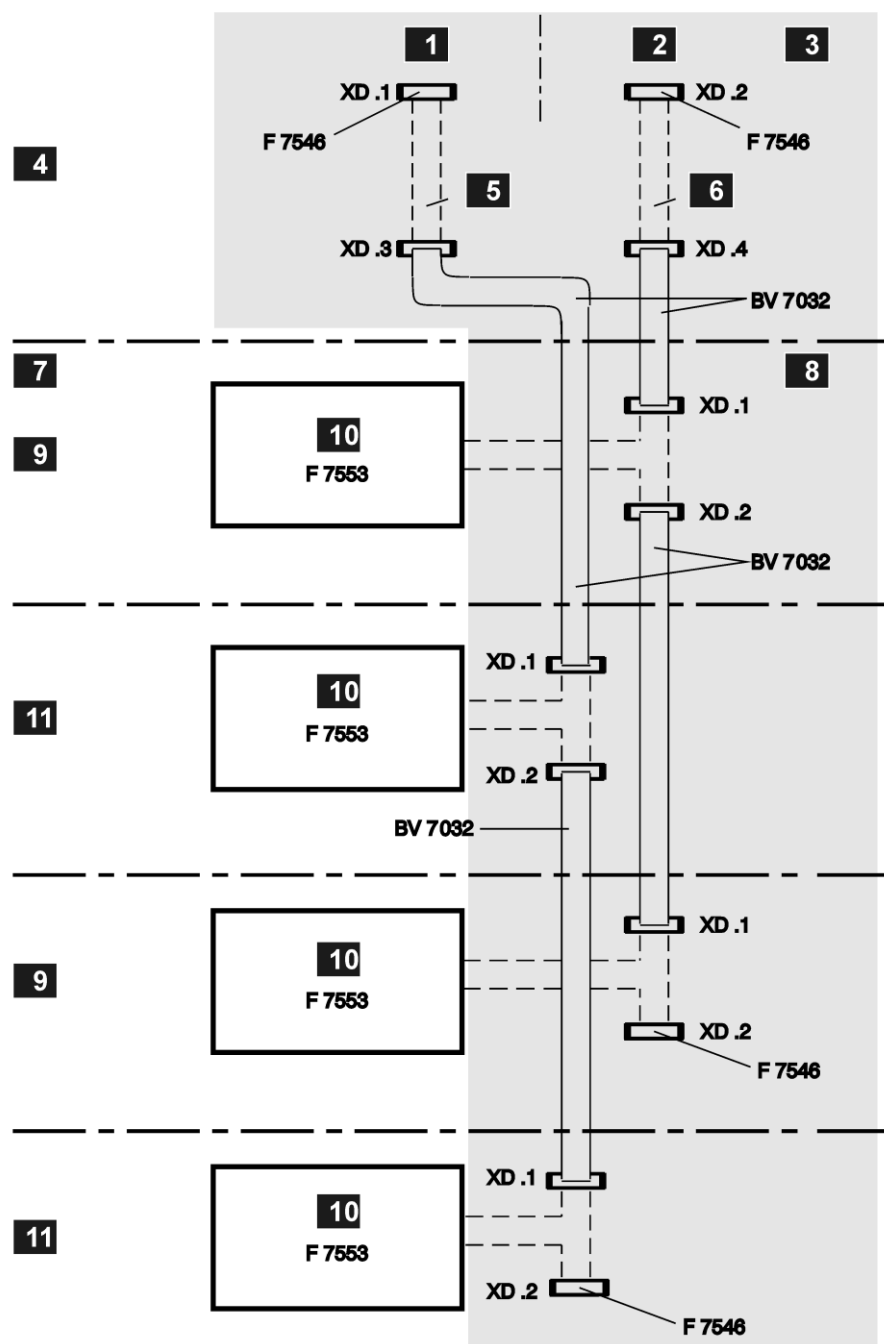 1 2 3
XD .1 XD .2
F 7546 F 7546
4
5 6
XD .3 XD .4
BV 7032
7 8
XD .1
10
9
F 7553
XD .2
BV 7032
XD .1
10
11
F 7553
XD .2
BV 7032
XD .1
10
9
F 7553
XD .2
F 7546
XD .1
10
11
F 7553
XD .2
F 7546